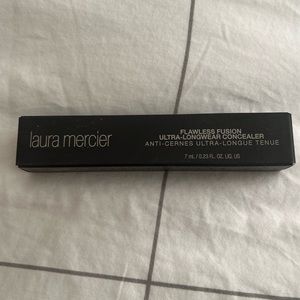 laura mercier
FLAWLESS FUSION
ULTRA-LONGWEAR CONCEALER
ANTI-CERNES ULTRA-LONGUE TENUE
7 ml / 0.23 FL. OZ. LIQ. US